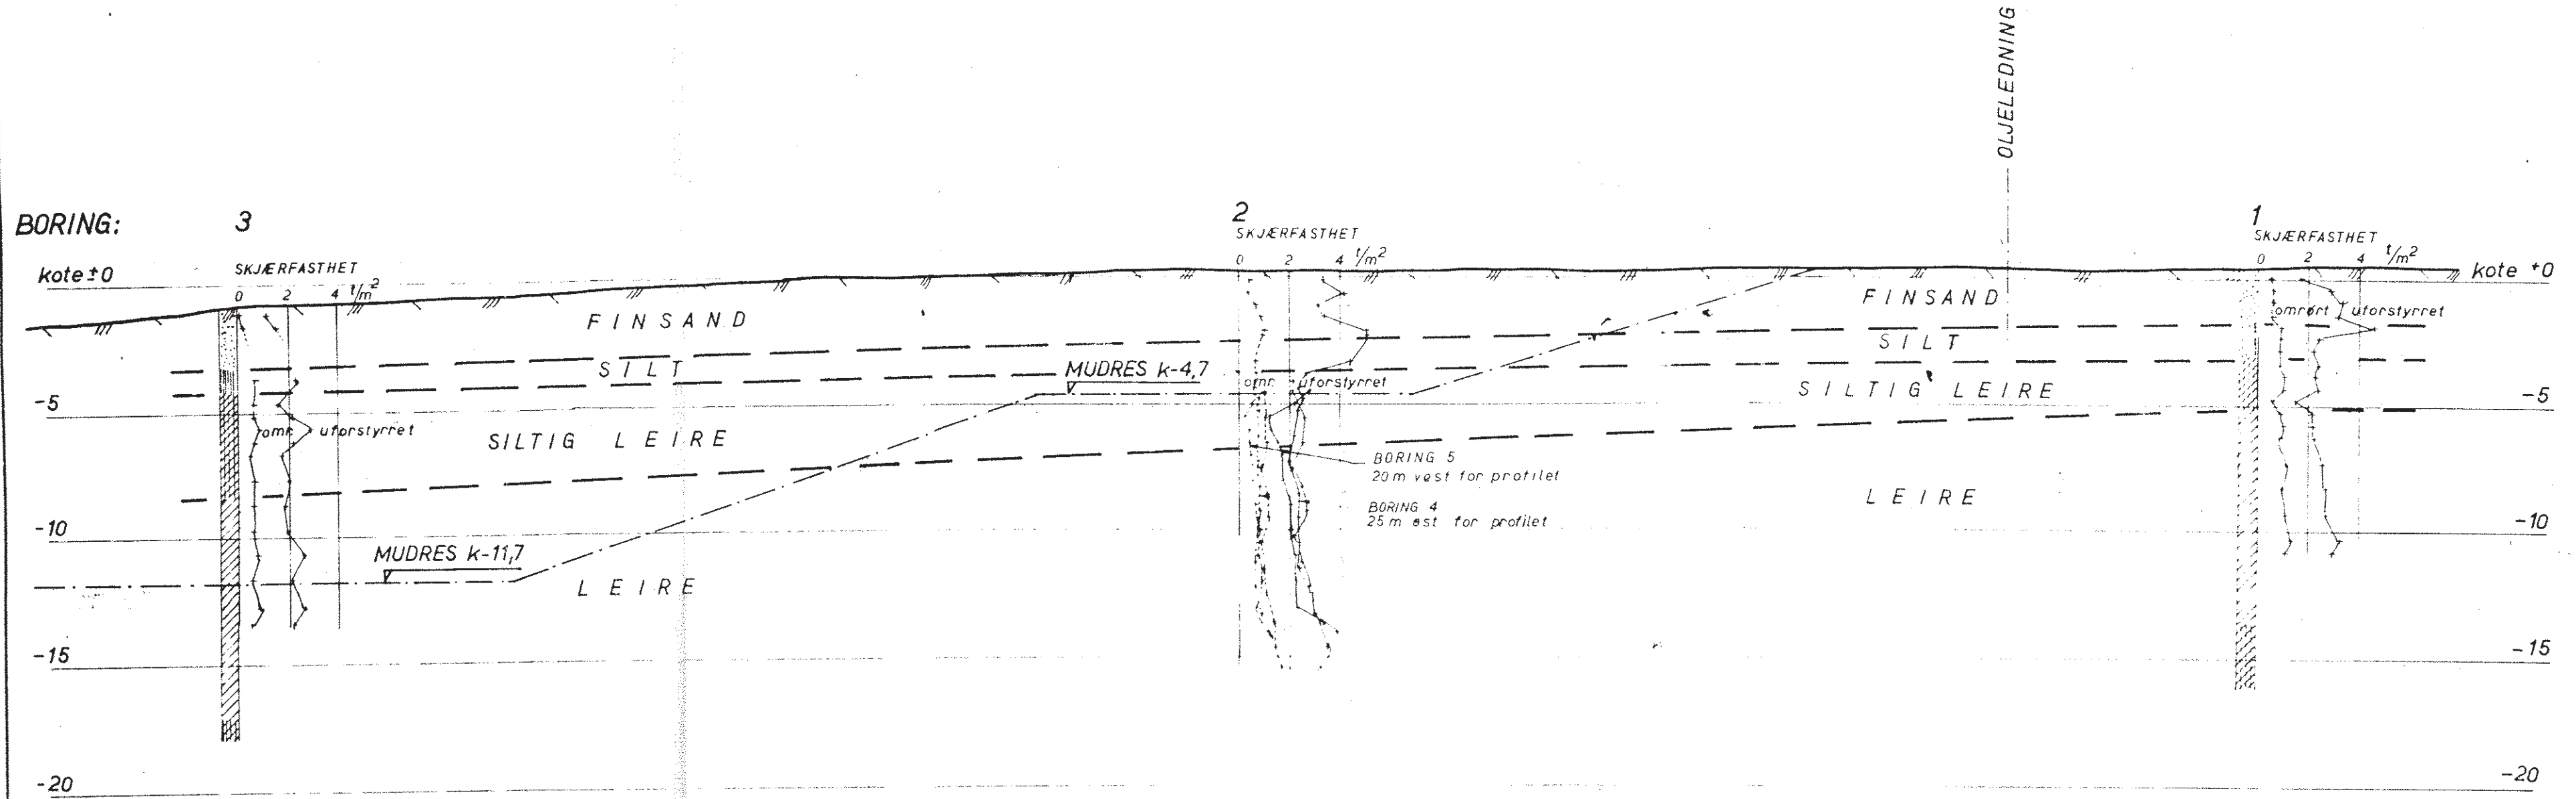 OLJELEDNING
BORING:
3
2
1
SKJÆRFASTHET
0 2 4 t/m²
SKJÆRFASTHET
0 2 4 t/m²
SKJÆRFASTHET
0 2 4 t/m²
kote ±0
kote +0
FINSAND
FINSAND
omrørt
uforstyrret
SILT
SILT
MUDRES k-4,7
omr.
uforstyrret
SILTIG LEIRE
-5
-5
omr.
uforstyrret
SILTIG LEIRE
BORING 5
20 m vest for profilet
BORING 4
25 m øst for profilet
LEIRE
-10
-10
MUDRES k-11,7
LEIRE
-15
-15
-20
-20